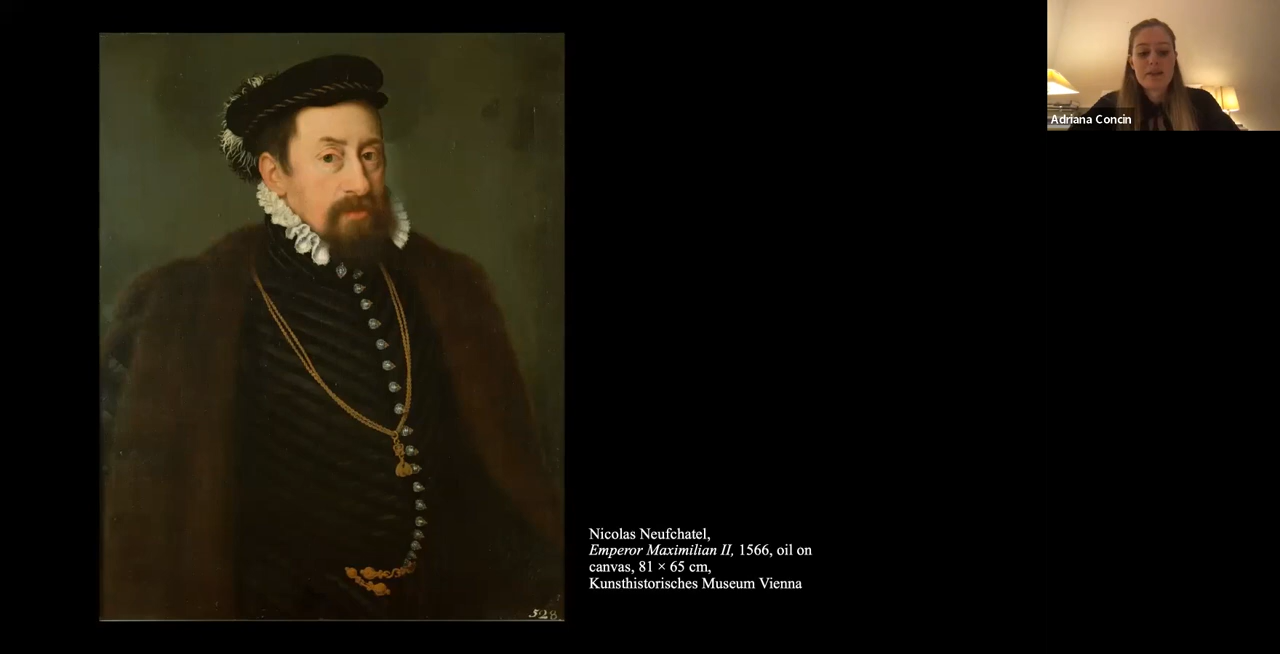 Adriana Concin
Nicolas Neufchatel,
Emperor Maximilian II, 1566, oil on
canvas, 81 × 65 cm,
Kunsthistorisches Museum Vienna
528.